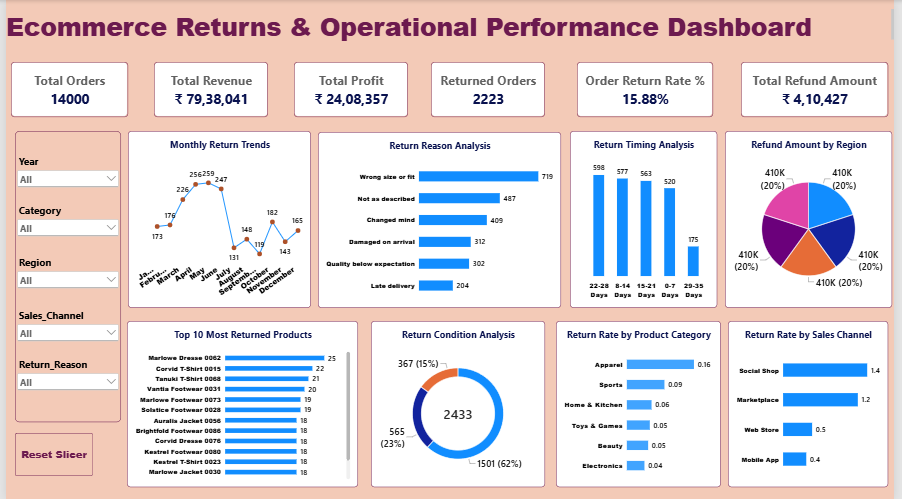 Ecommerce Returns & Operational Performance Dashboard
Total Orders
14000
Total Revenue
₹ 79,38,041
Total Profit
₹ 24,08,357
Returned Orders
2223
Order Return Rate %
15.88%
Total Refund Amount
₹ 4,10,427
Year
All
Category
All
Region
All
Sales_Channel
All
Return_Reason
All
Reset Slicer
Monthly Return Trends
173
176
226
256
259
247
131
148
119
182
143
165
Ja...
Febru...
March
April
May
June
July
August
Septemb...
October
November
December
Return Reason Analysis
Wrong size or fit 719
Not as described 487
Changed mind 409
Damaged on arrival 312
Quality below expectation 302
Late delivery 204
Return Timing Analysis
598 577 563 520 175
22-28 8-14 15-21 0-7 29-35
Days Days Days Days Days
Refund Amount by Region
410K
(20%)
410K
(20%)
410K
(20%)
410K
(20%)
410K (20%)
Top 10 Most Returned Products
Marlowe Dresse 0062 25
Corvid T-Shirt 0015 22
Tanuki T-Shirt 0068 21
Vantia Footwear 0031 20
Marlowe Footwear 0073 19
Solstice Footwear 0028 19
Auralis Jacket 0056 18
Brightfold Footwear 0086 18
Corvid Dresse 0076 18
Kestrel Footwear 0080 18
Kestrel T-Shirt 0023 18
Marlowe Jacket 0030 18
Return Condition Analysis
367 (15%)
2433
565
(23%)
1501 (62%)
Return Rate by Product Category
Apparel 0.16
Sports 0.09
Home & Kitchen 0.06
Toys & Games 0.05
Beauty 0.05
Electronics 0.04
Return Rate by Sales Channel
Social Shop 1.4
Marketplace 1.2
Web Store 0.5
Mobile App 0.4